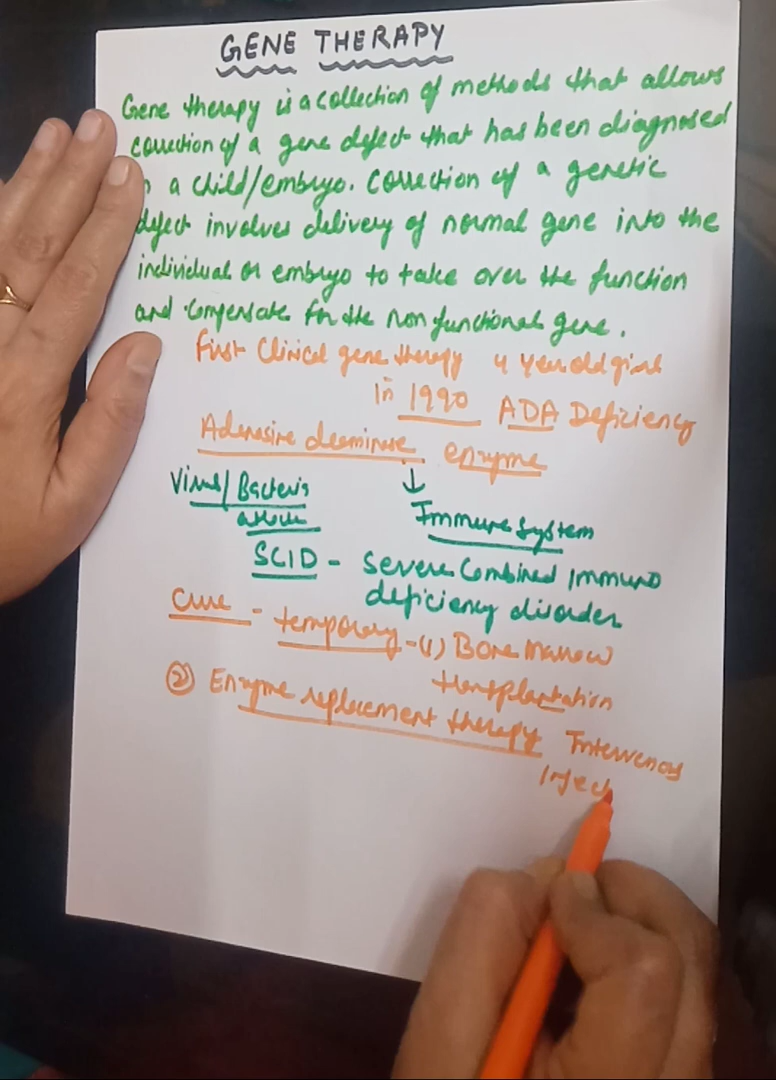 GENE THERAPY
Gene therapy is a collection of methods that allows
correction of a gene defect that has been diagnosed
a child/embryo. Correction of a genetic
defect involves delivery of normal gene into the
individual or embryo to take over the function
and compensate for the non functional gene.
First Clinical gene therapy 4 year old girl
in 1990 ADA Deficiency
Adenosine deaminase enzyme
Virus/Bacteria
↓
Immune System
SCID - Severe Combined Immuno
deficiency disorder
Cure - temporary - (1) Bone Marrow
② Enzyme replacement therapy Intravenous
Injec